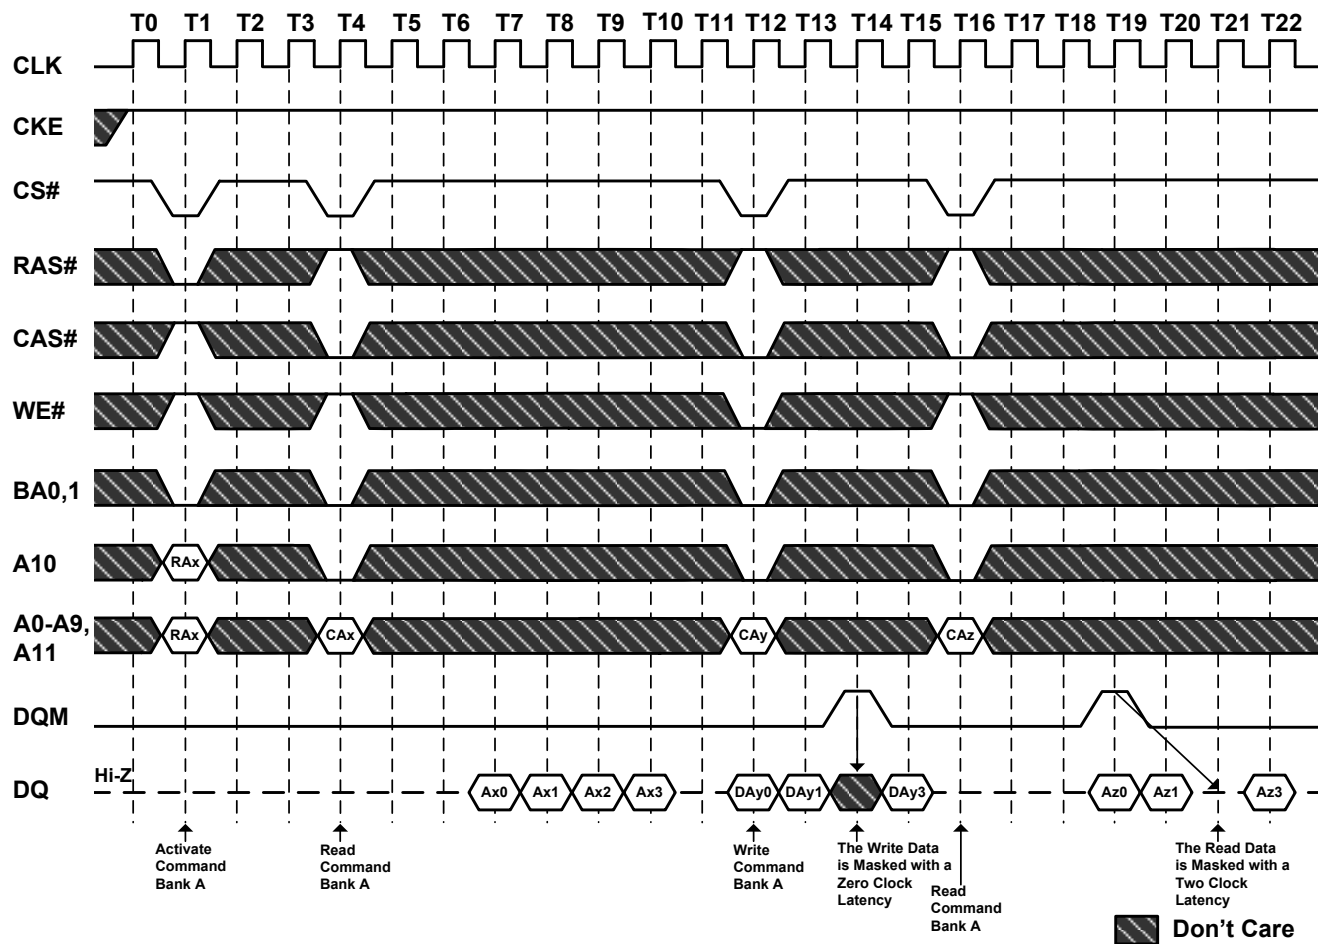 T0 T1 T2 T3 T4 T5 T6 T7 T8 T9 T10 T11 T12 T13 T14 T15 T16 T17 T18 T19 T20 T21 T22
CLK
CKE
CS#
RAS#
CAS#
WE#
BA0,1
A10
RAx
A0-A9,
A11
RAx CAx CAy CAz
DQM
DQ
Hi-Z
Ax0 Ax1 Ax2 Ax3 DAy0 DAy1 DAy3 Az0 Az1 Az3
Activate
Command
Bank A
Read
Command
Bank A
Write
Command
Bank A
The Write Data
is Masked with a
Zero Clock
Latency
Read
Command
Bank A
The Read Data
is Masked with a
Two Clock
Latency
Don't Care